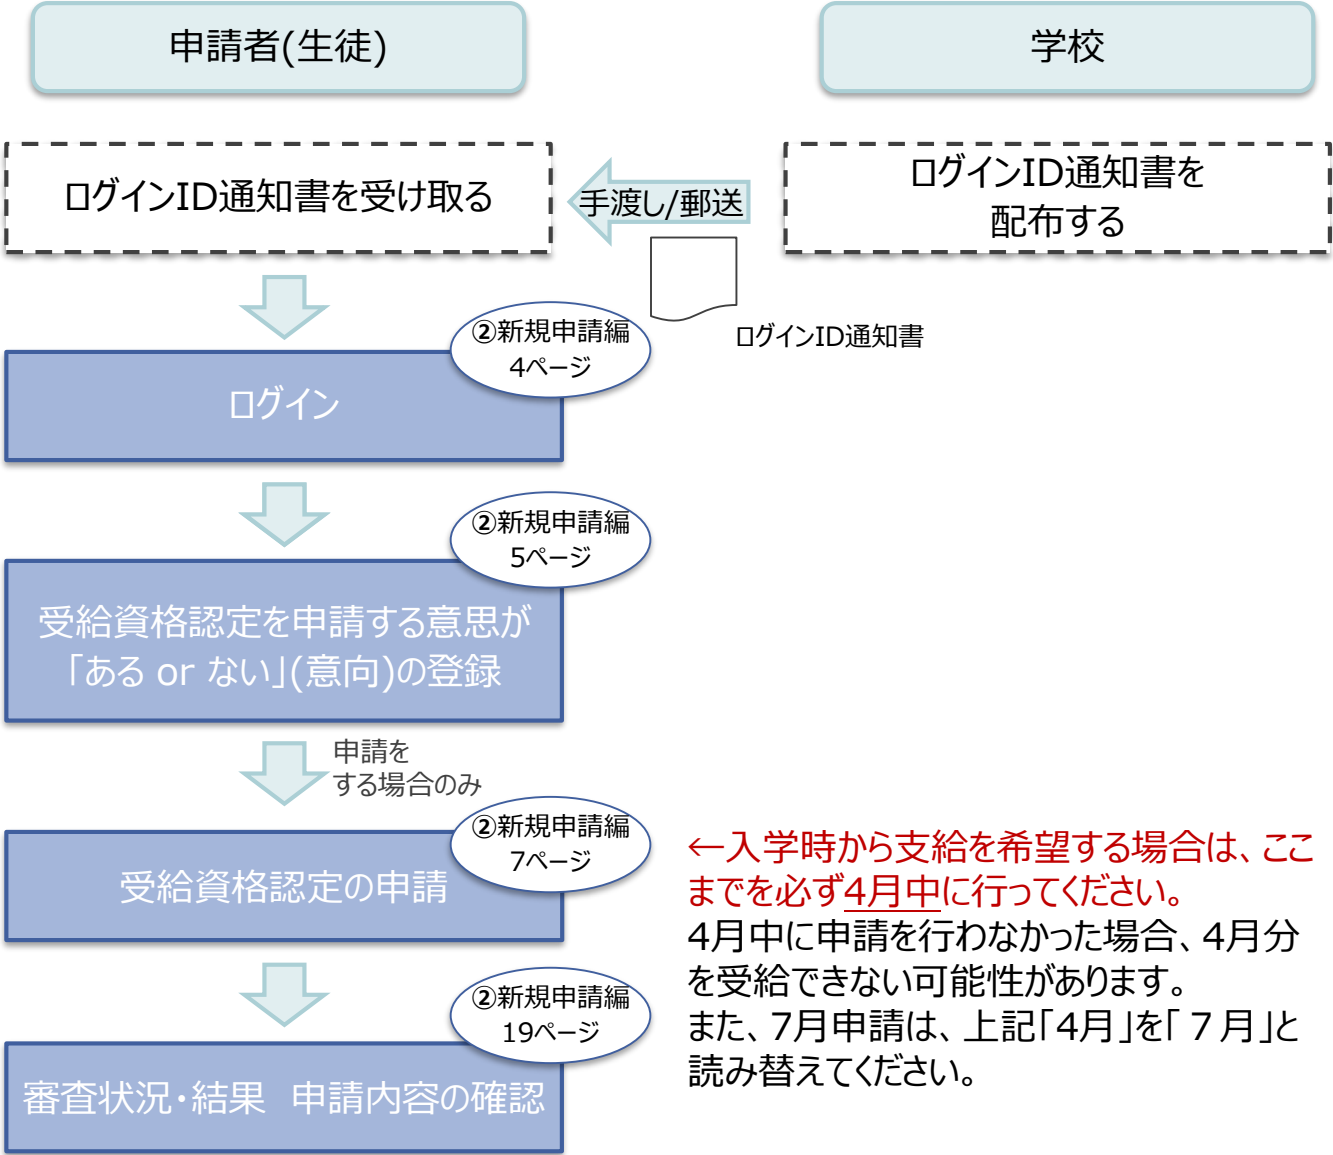 申請者(生徒)
学校
ログインID通知書を受け取る
手渡し/郵送
ログインID通知書を
配布する
ログインID通知書
②新規申請編
4ページ
ログイン
②新規申請編
5ページ
受給資格認定を申請する意思が
「ある or ない」(意向)の登録
申請を
する場合のみ
②新規申請編
7ページ
受給資格認定の申請
←入学時から支給を希望する場合は、ここ
までを必ず4月中に行ってください。
4月中に申請を行わなかった場合、4月分
を受給できない可能性があります。
また、7月申請は、上記「4月」を「７月」と
読み替えてください。
②新規申請編
19ページ
審査状況・結果　申請内容の確認